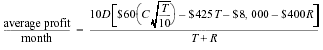 average profit / month = 10D[$60(C√(T/10) − $425T − $8, 000 − $400R] / T + R